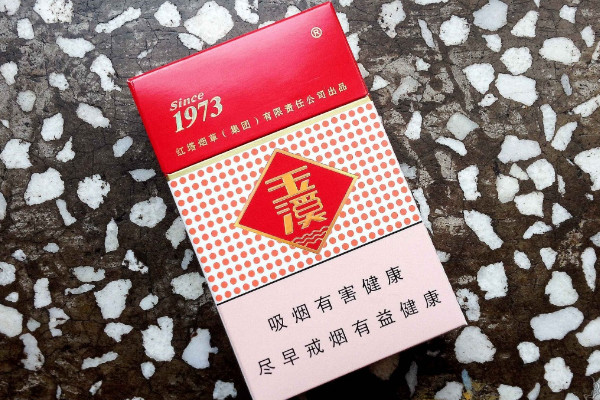 ®
Since
1973
红塔烟草(集团)有限责任公司出品
玉溪
吸烟有害健康
尽早戒烟有益健康